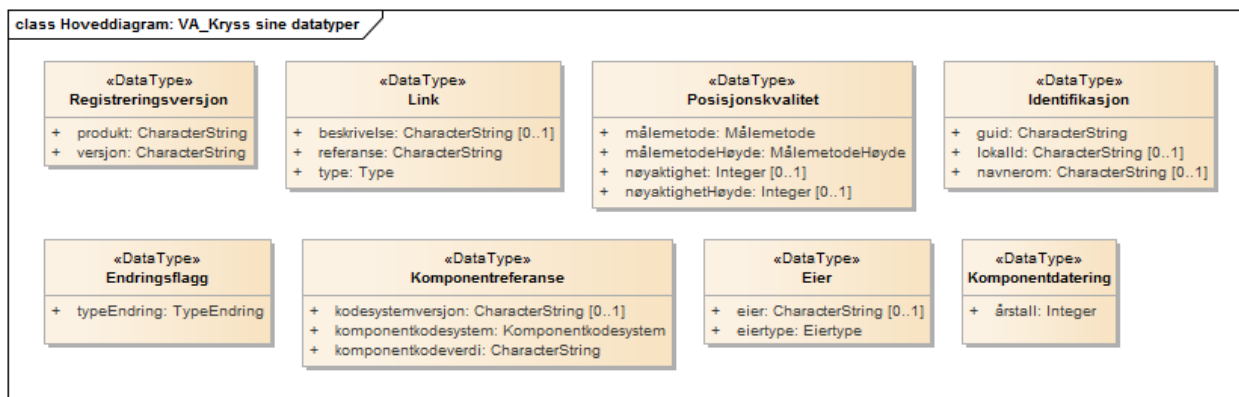 class Hoveddiagram: VA_Kryss sine datatyper
«DataType»
Registreringsversjon
+ produkt: CharacterString
+ versjon: CharacterString
«DataType»
Link
+ beskrivelse: CharacterString [0..1]
+ referanse: CharacterString
+ type: Type
«DataType»
Posisjonskvalitet
+ målemetode: Målemetode
+ målemetodeHøyde: MålemetodeHøyde
+ nøyaktighet: Integer [0..1]
+ nøyaktighetHøyde: Integer [0..1]
«DataType»
Identifikasjon
+ guid: CharacterString
+ lokalId: CharacterString [0..1]
+ navnerom: CharacterString [0..1]
«DataType»
Endringsflagg
+ typeEndring: TypeEndring
«DataType»
Komponentreferanse
+ kodesystemversjon: CharacterString [0..1]
+ komponentkodesystem: Komponentkodesystem
+ komponentkodeverdi: CharacterString
«DataType»
Eier
+ eier: CharacterString [0..1]
+ eiertype: Eiertype
«DataType»
Komponentdatering
+ årstall: Integer